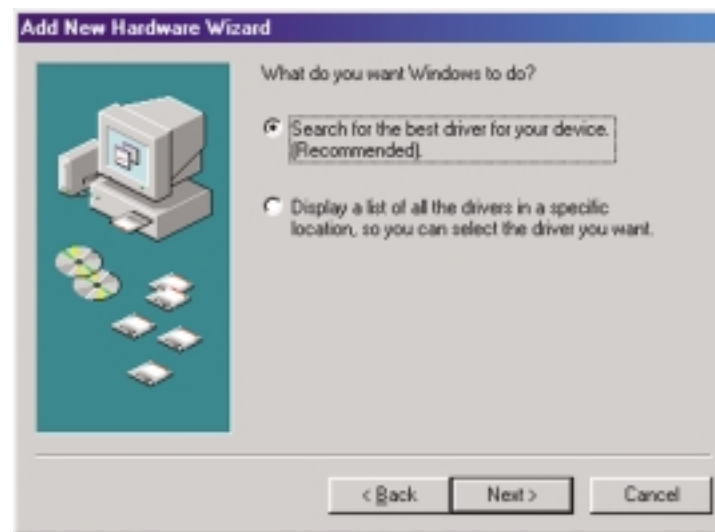 Add New Hardware Wizard
What do you want Windows to do?
Search for the best driver for your device.
(Recommended).
Display a list of all the drivers in a specific
location, so you can select the driver you want.
< Back
Next >
Cancel